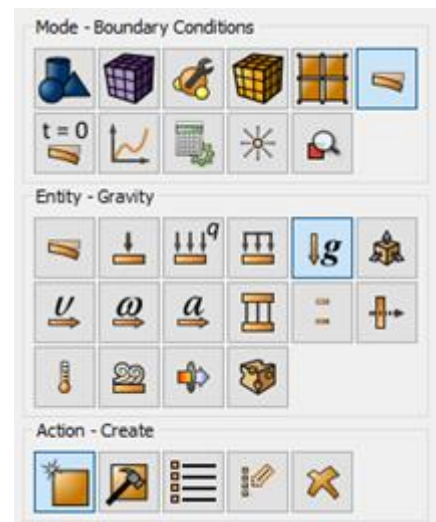 Mode - Boundary Conditions
t = 0
Entity - Gravity
q
g
v
ω
a
Action - Create